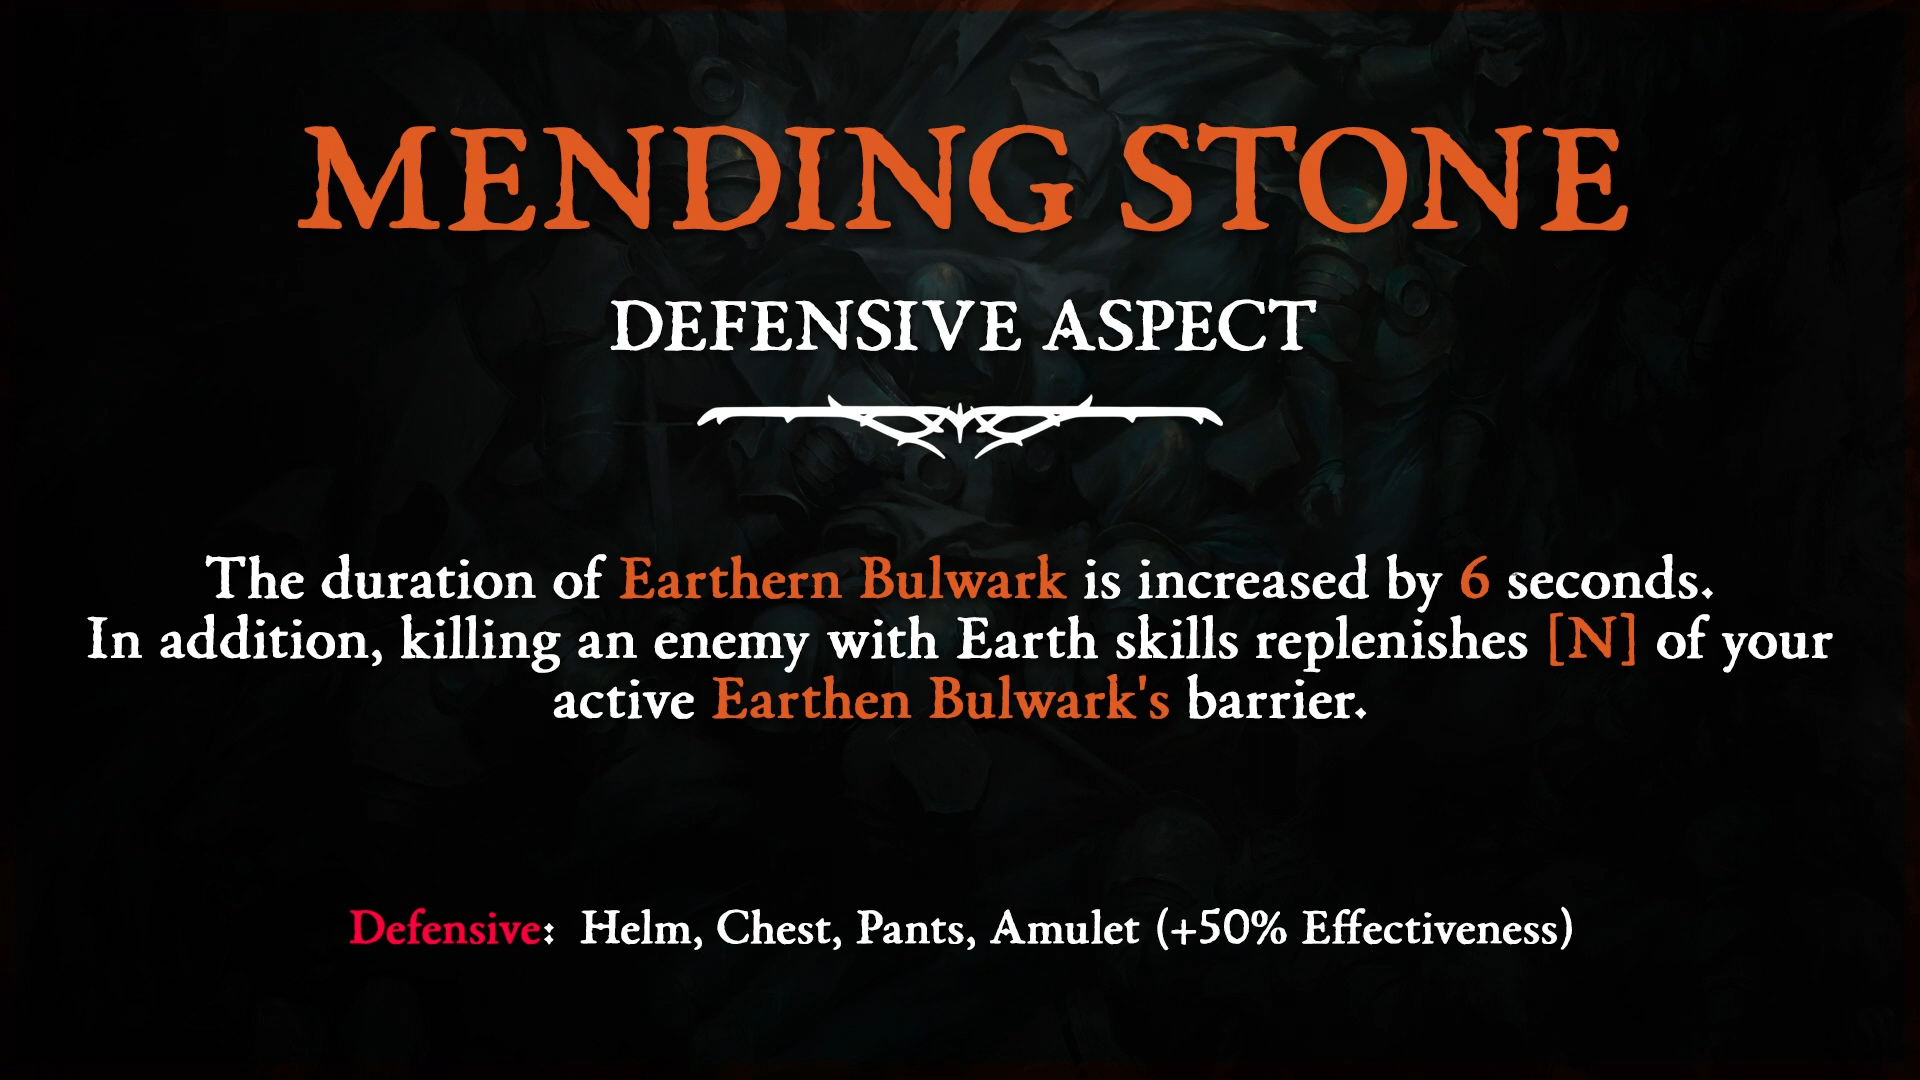 MENDING STONE
DEFENSIVE ASPECT
The duration of Earthern Bulwark is increased by 6 seconds.
In addition, killing an enemy with Earth skills replenishes [N] of your
active Earthen Bulwark's barrier.
Defensive: Helm, Chest, Pants, Amulet (+50% Effectiveness)